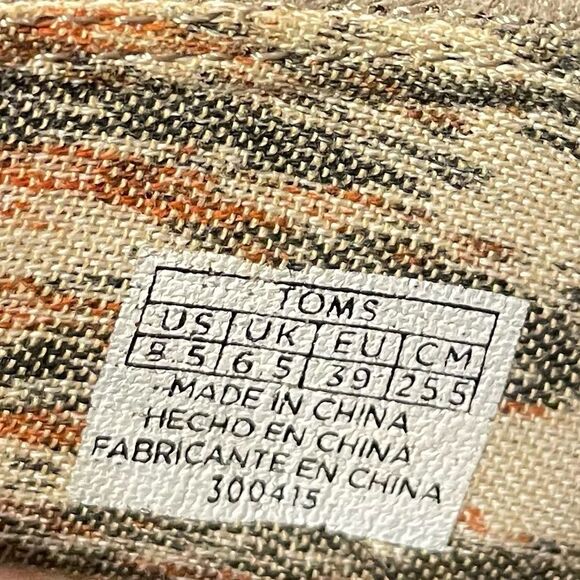 TOMS
US UK EU CM
8.5 6.5 39 25.5
MADE IN CHINA
HECHO EN CHINA
FABRICANTE EN CHINA
300415